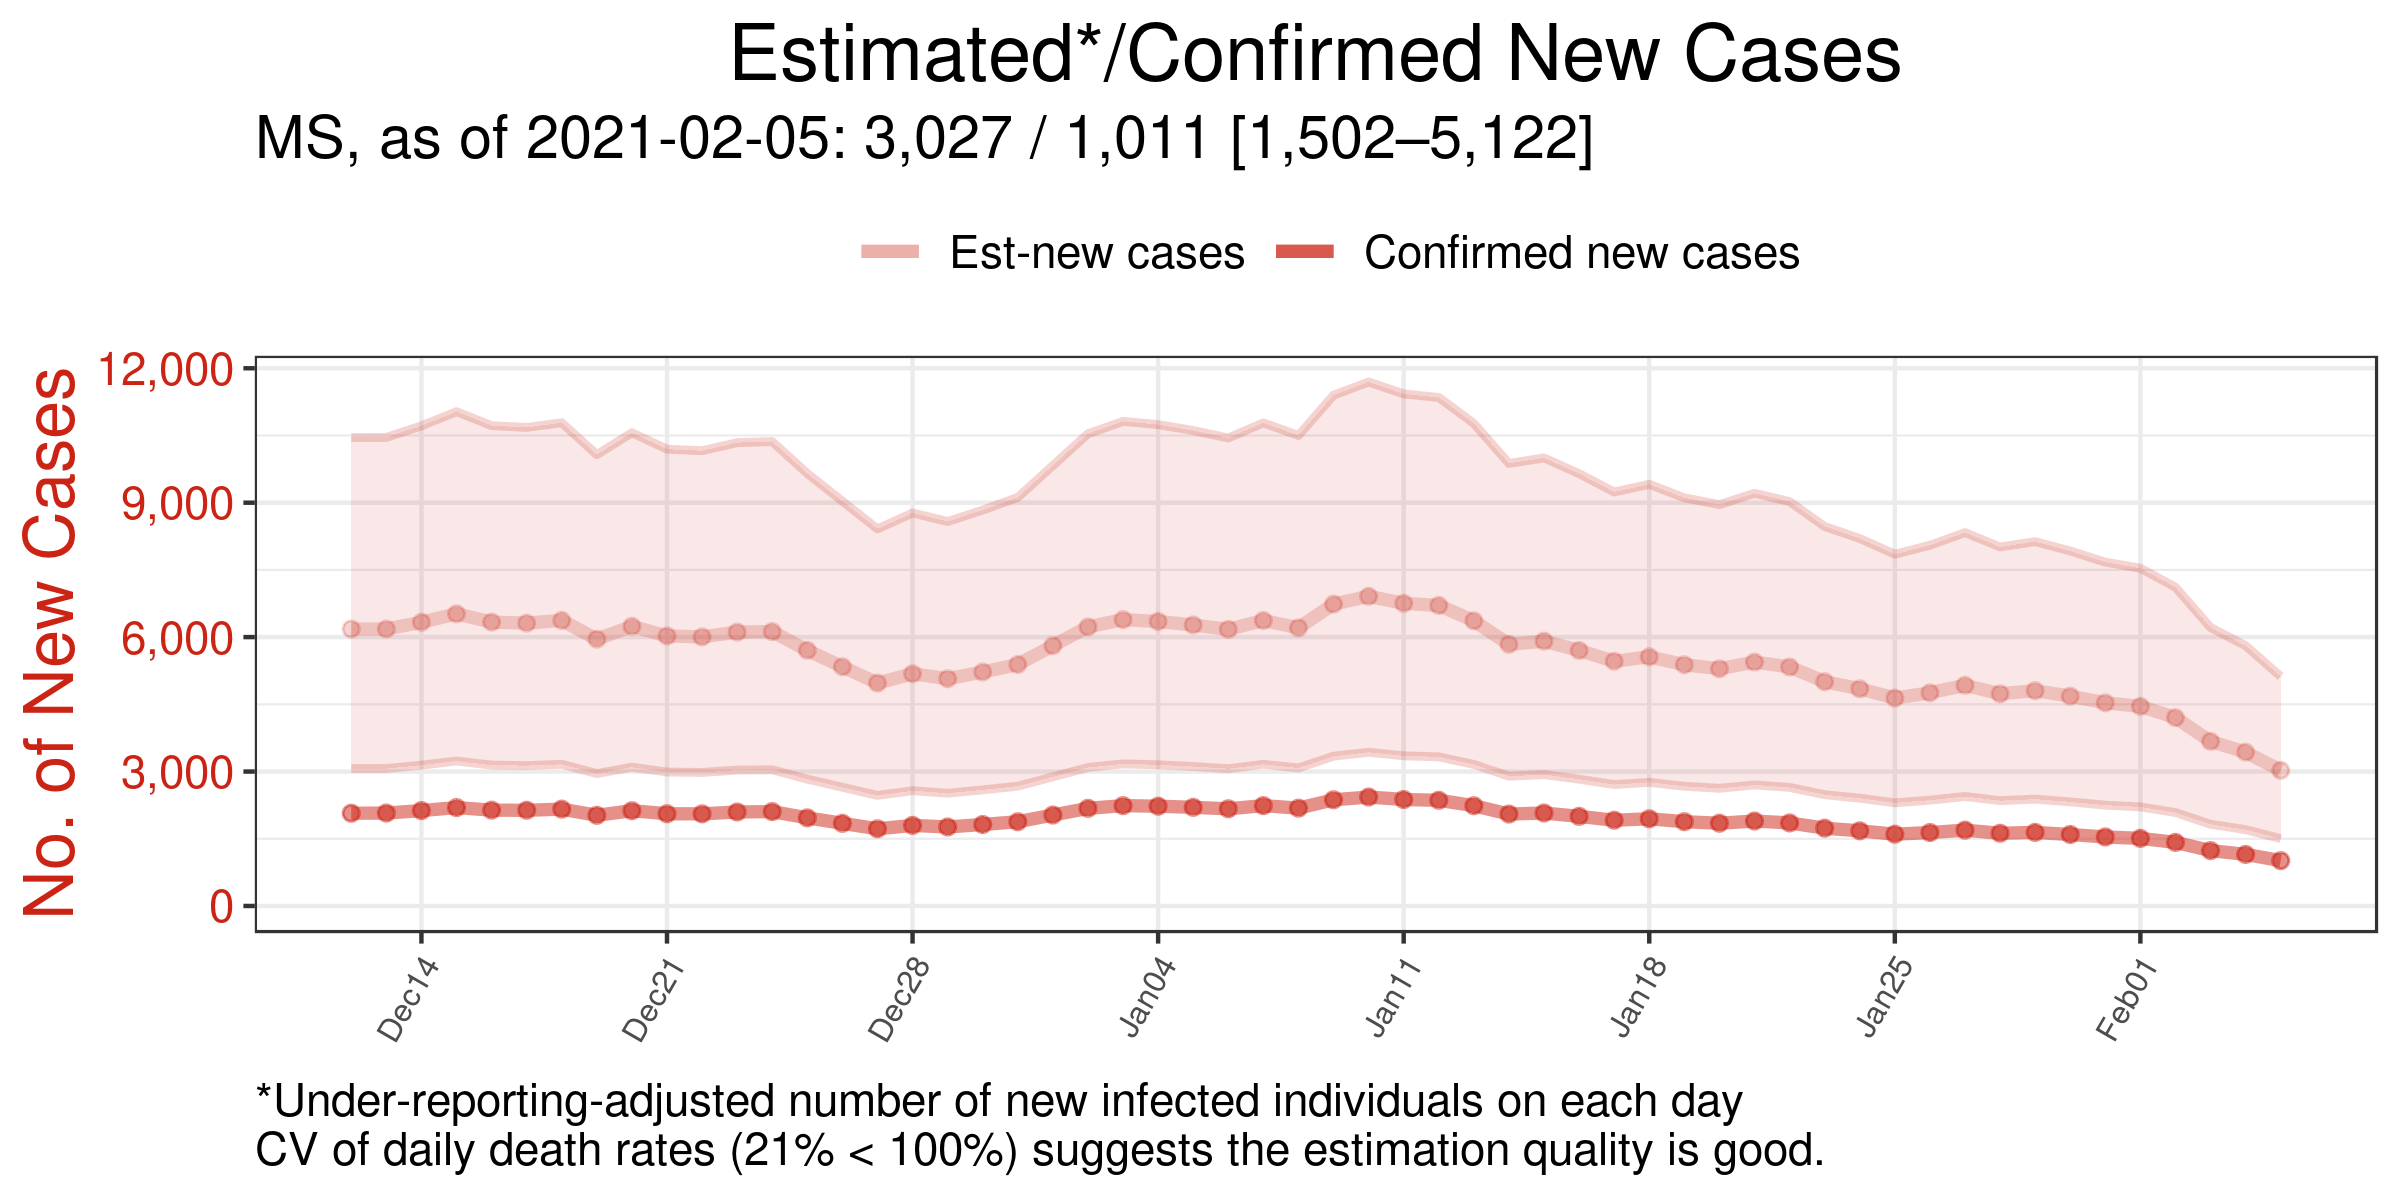 Estimated*/Confirmed New Cases
MS, as of 2021-02-05: 3,027 / 1,011 [1,502–5,122]
Est-new cases
Confirmed new cases
No. of New Cases
12,000
9,000
6,000
3,000
0
Dec14
Dec21
Dec28
Jan04
Jan11
Jan18
Jan25
Feb01
*Under-reporting-adjusted number of new infected individuals on each day
CV of daily death rates (21% < 100%) suggests the estimation quality is good.